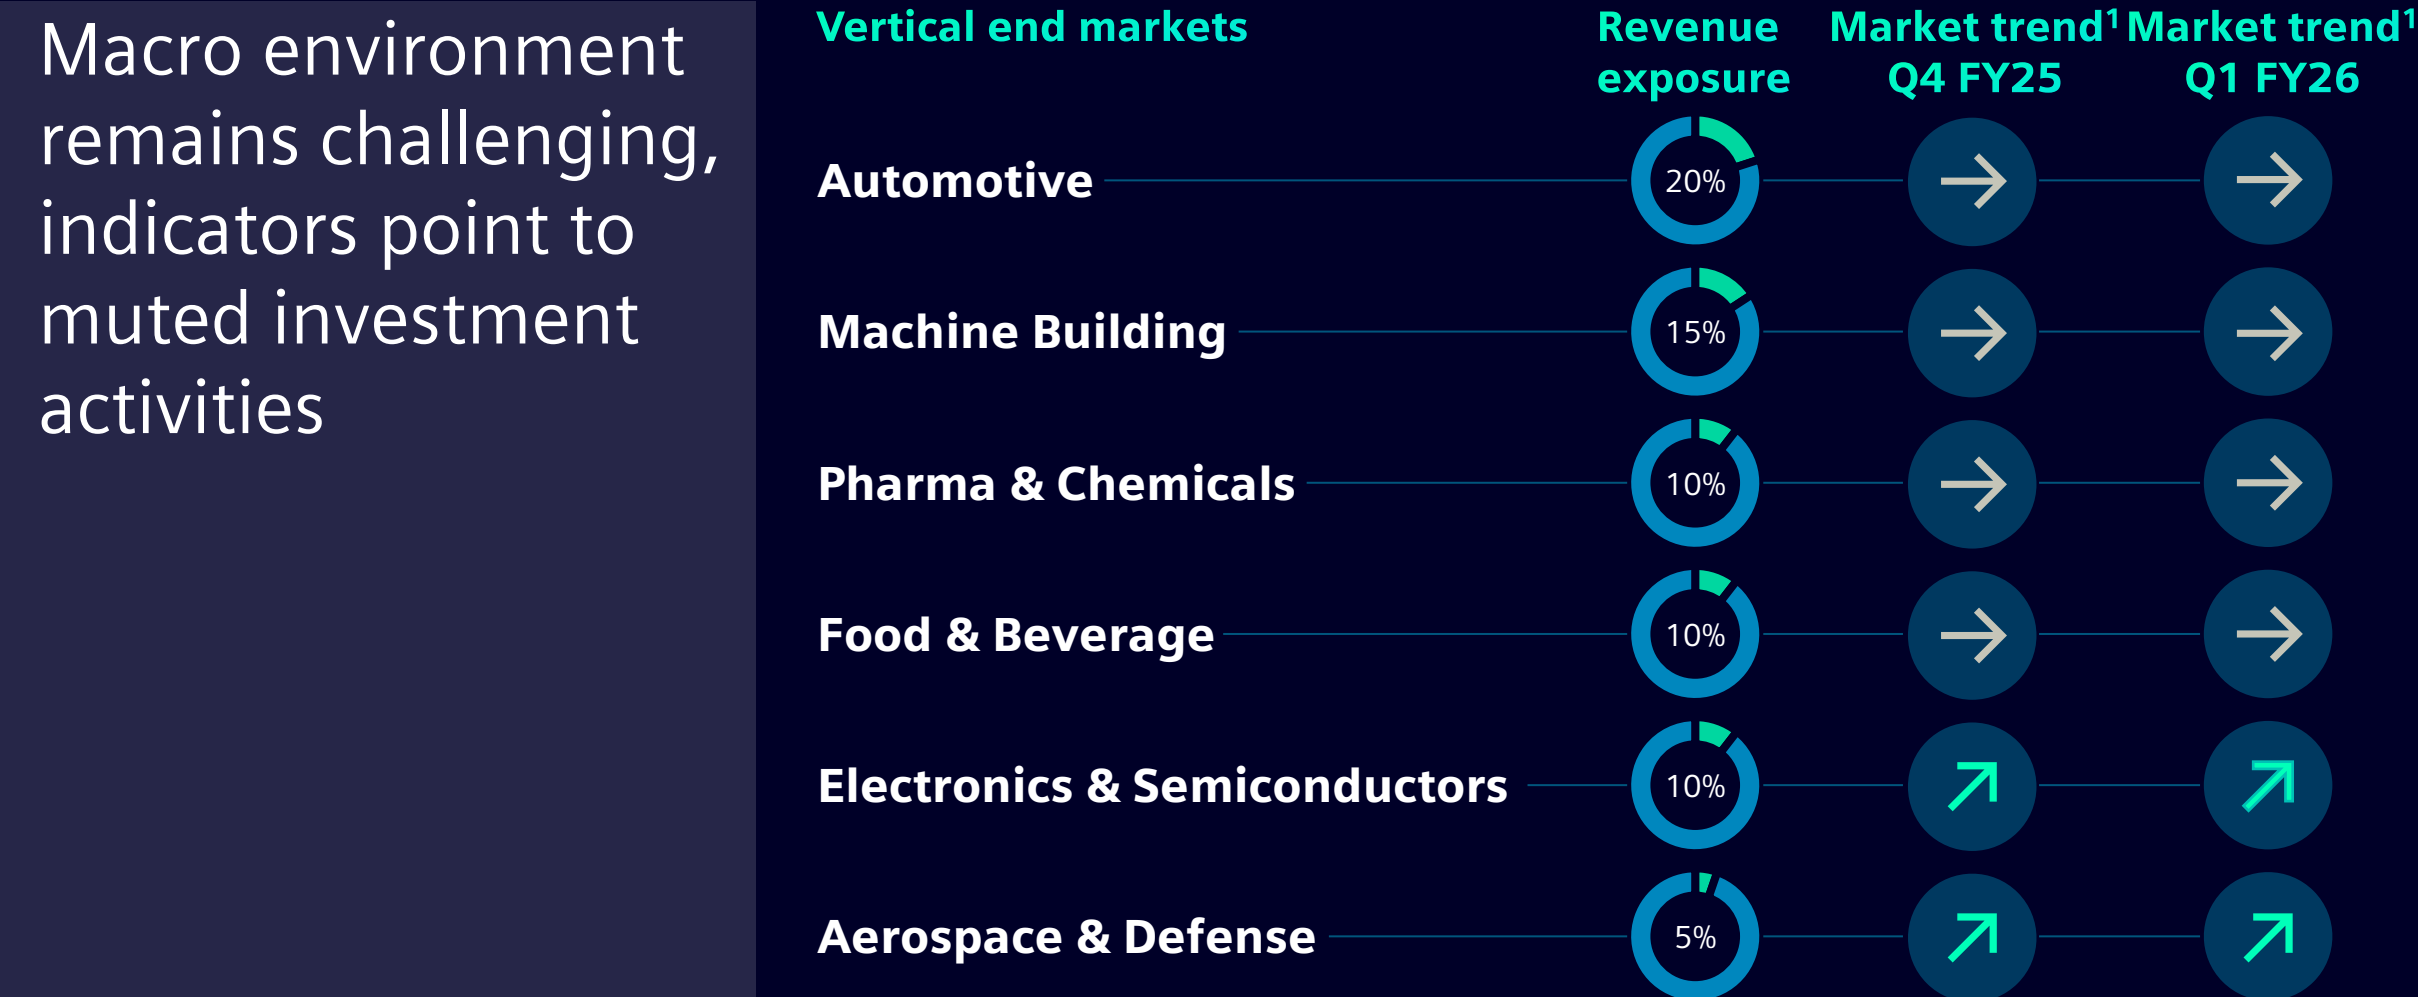 Macro environment
remains challenging,
indicators point to
muted investment
activities
Vertical end markets
Revenue
exposure
Market trend¹
Q4 FY25
Market trend¹
Q1 FY26
Automotive
20%
Machine Building
15%
Pharma & Chemicals
10%
Food & Beverage
10%
Electronics & Semiconductors
10%
Aerospace & Defense
5%